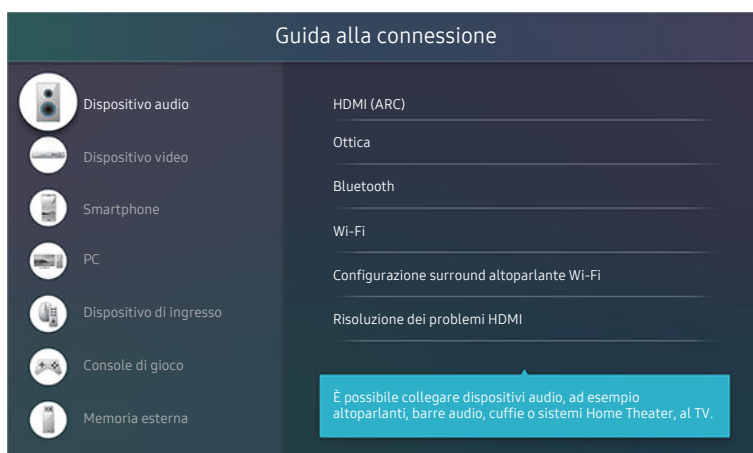 Guida alla connessione
Dispositivo audio
Dispositivo video
Smartphone
PC
Dispositivo di ingresso
Console di gioco
Memoria esterna
HDMI (ARC)
Ottica
Bluetooth
Wi-Fi
Configurazione surround altoparlante Wi-Fi
Risoluzione dei problemi HDMI
È possibile collegare dispositivi audio, ad esempio
altoparlanti, barre audio, cuffie o sistemi Home Theater, al TV.